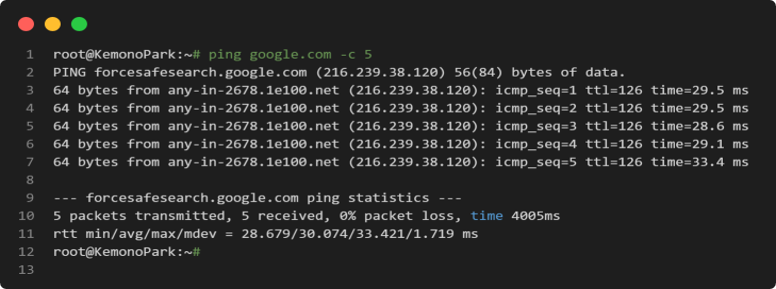 1 root@KemonoPark:~# ping google.com -c 5
2 PING forcesafesearch.google.com (216.239.38.120) 56(84) bytes of data.
3 64 bytes from any-in-2678.1e100.net (216.239.38.120): icmp_seq=1 ttl=126 time=29.5 ms
4 64 bytes from any-in-2678.1e100.net (216.239.38.120): icmp_seq=2 ttl=126 time=29.5 ms
5 64 bytes from any-in-2678.1e100.net (216.239.38.120): icmp_seq=3 ttl=126 time=28.6 ms
6 64 bytes from any-in-2678.1e100.net (216.239.38.120): icmp_seq=4 ttl=126 time=29.1 ms
7 64 bytes from any-in-2678.1e100.net (216.239.38.120): icmp_seq=5 ttl=126 time=33.4 ms
8
9 --- forcesafesearch.google.com ping statistics ---
10 5 packets transmitted, 5 received, 0% packet loss, time 4005ms
11 rtt min/avg/max/mdev = 28.679/30.074/33.421/1.719 ms
12 root@KemonoPark:~#
13